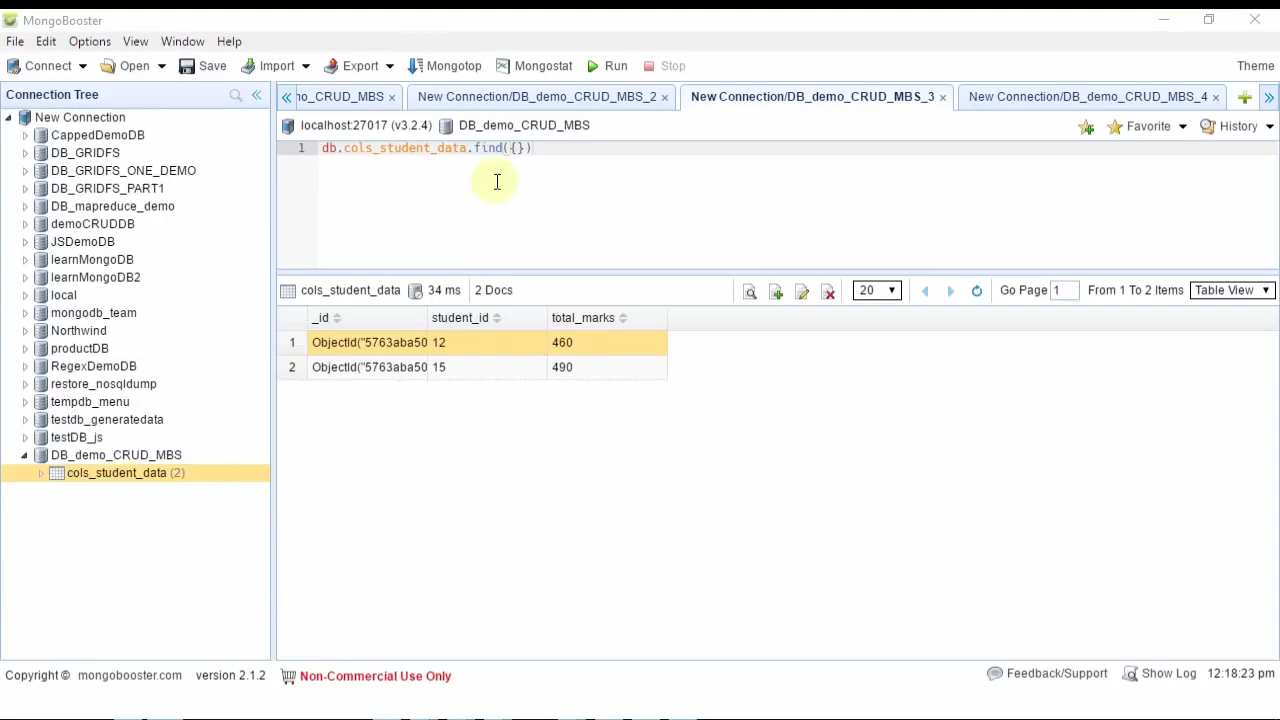 MongoBooster
File Edit Options View Window Help
Connect Open Save Import Export Mongotop Mongostat Run Stop Theme
Connection Tree
no_CRUD_MBS New Connection/DB_demo_CRUD_MBS_2 New Connection/DB_demo_CRUD_MBS_3 New Connection/DB_demo_CRUD_MBS_4
localhost:27017 (v3.2.4) DB_demo_CRUD_MBS Favorite History
1 db.cols_student_data.find({})
New Connection
CappedDemoDB
DB_GRIDFS
DB_GRIDFS_ONE_DEMO
DB_GRIDFS_PART1
DB_mapreduce_demo
demoCRUDDB
JSDemoDB
learnMongoDB
learnMongoDB2
local
mongodb_team
Northwind
productDB
RegexDemoDB
restore_nosqldump
tempdb_menu
testdb_generatedata
testDB_js
DB_demo_CRUD_MBS
cols_student_data (2)
cols_student_data 34 ms 2 Docs 20 Go Page 1 From 1 To 2 Items Table View
_id student_id total_marks
1 ObjectId("5763aba50 12 460
2 ObjectId("5763aba50 15 490
Copyright © mongobooster.com version 2.1.2 Non-Commercial Use Only Feedback/Support Show Log 12:18:23 pm